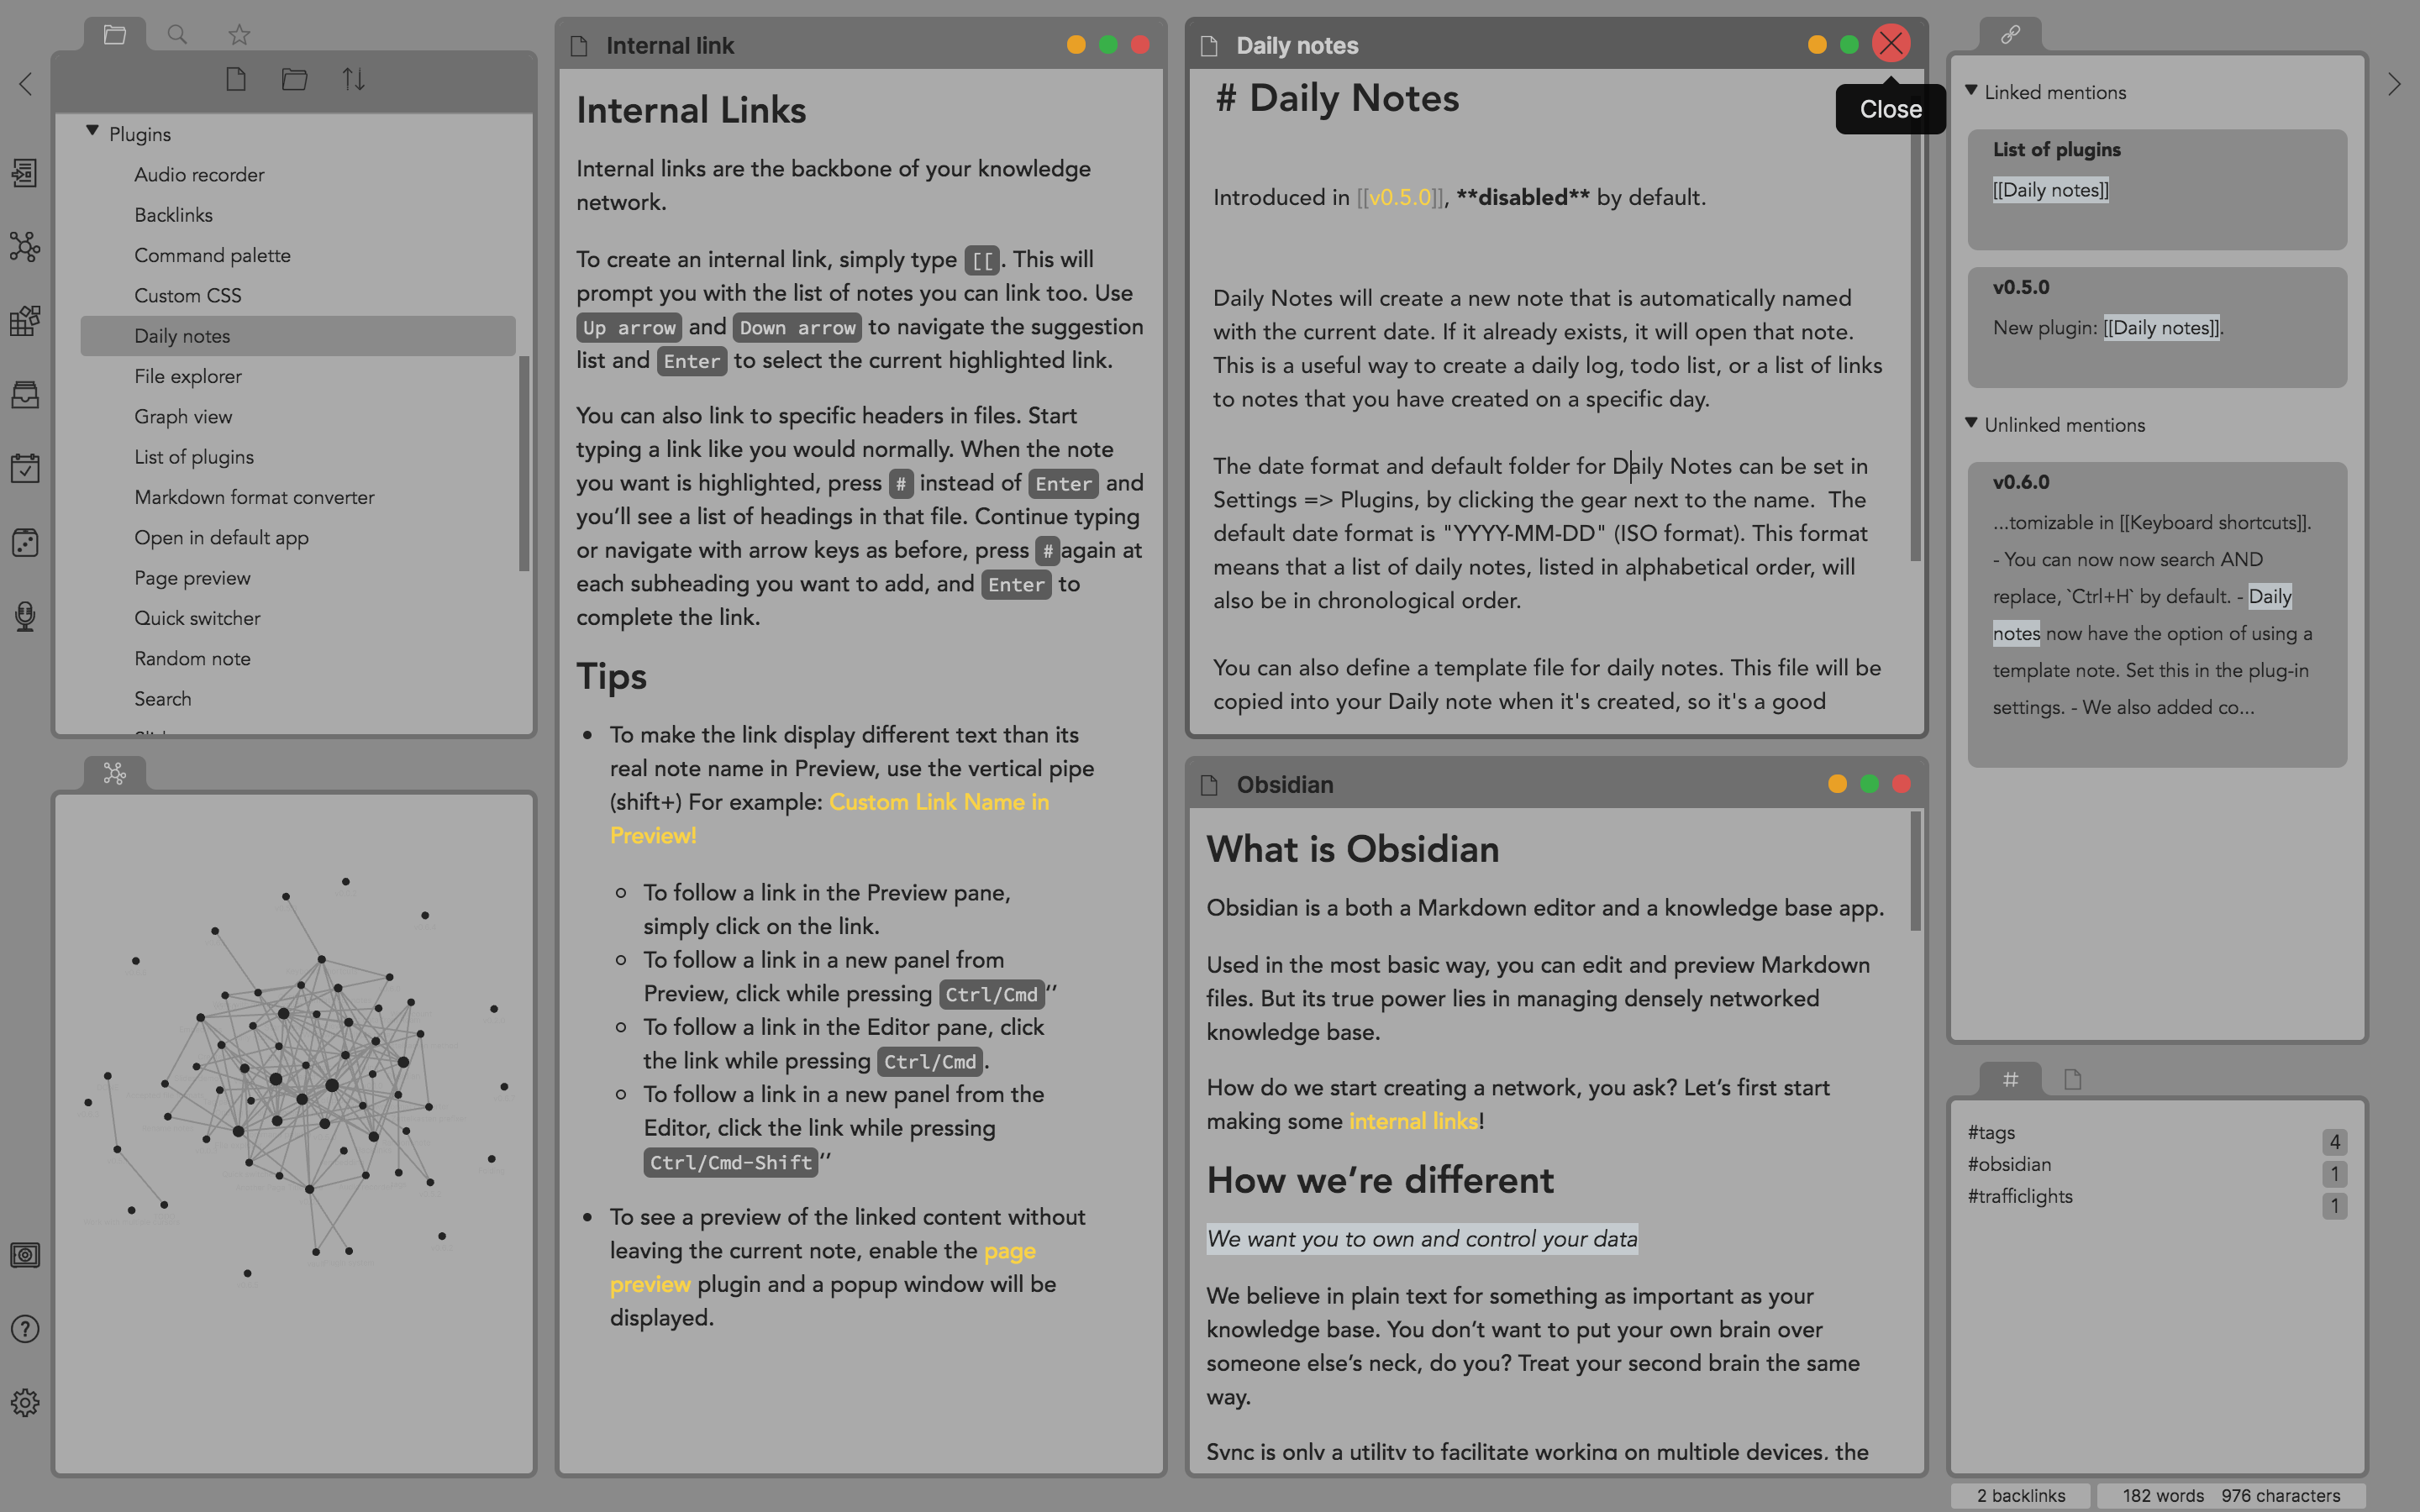 Plugins
Audio recorder
Backlinks
Command palette
Custom CSS
Daily notes
File explorer
Graph view
List of plugins
Markdown format converter
Open in default app
Page preview
Quick switcher
Random note
Search
Internal link
Internal Links
Internal links are the backbone of your knowledge
network.
To create an internal link, simply type [[. This will
prompt you with the list of notes you can link too. Use
Up arrow and Down arrow to navigate the suggestion
list and Enter to select the current highlighted link.
You can also link to specific headers in files. Start
typing a link like you would normally. When the note
you want is highlighted, press # instead of Enter and
you’ll see a list of headings in that file. Continue typing
or navigate with arrow keys as before, press #again at
each subheading you want to add, and Enter to
complete the link.
Tips
• To make the link display different text than its
real note name in Preview, use the vertical pipe
(shift+) For example: Custom Link Name in
Preview!
To follow a link in the Preview pane,
simply click on the link.
To follow a link in a new panel from
Preview, click while pressing Ctrl/Cmd“
To follow a link in the Editor pane, click
the link while pressing Ctrl/Cmd.
To follow a link in a new panel from the
Editor, click the link while pressing
Ctrl/Cmd-Shift“
• To see a preview of the linked content without
leaving the current note, enable the page
preview plugin and a popup window will be
displayed.
Daily notes
Close
# Daily Notes
Introduced in [[v0.5.0]], **disabled** by default.
Daily Notes will create a new note that is automatically named
with the current date. If it already exists, it will open that note.
This is a useful way to create a daily log, todo list, or a list of links
to notes that you have created on a specific day.
The date format and default folder for Daily Notes can be set in
Settings => Plugins, by clicking the gear next to the name. The
default date format is "YYYY-MM-DD" (ISO format). This format
means that a list of daily notes, listed in alphabetical order, will
also be in chronological order.
You can also define a template file for daily notes. This file will be
copied into your Daily note when it's created, so it's a good
Obsidian
What is Obsidian
Obsidian is a both a Markdown editor and a knowledge base app.
Used in the most basic way, you can edit and preview Markdown
files. But its true power lies in managing densely networked
knowledge base.
How do we start creating a network, you ask? Let’s first start
making some internal links!
How we’re different
We want you to own and control your data
We believe in plain text for something as important as your
knowledge base. You don’t want to put your own brain over
someone else’s neck, do you? Treat your second brain the same
way.
Sync is only a utility to facilitate working on multiple devices, the
Linked mentions
List of plugins
[[Daily notes]]
v0.5.0
New plugin: [[Daily notes]].
Unlinked mentions
v0.6.0
...tomizable in [[Keyboard shortcuts]].
- You can now now search AND
replace, `Ctrl+H` by default. - Daily
notes now have the option of using a
template note. Set this in the plug-in
settings. - We also added co...
#
#tags 4
#obsidian 1
#trafficlights 1
2 backlinks
182 words 976 characters